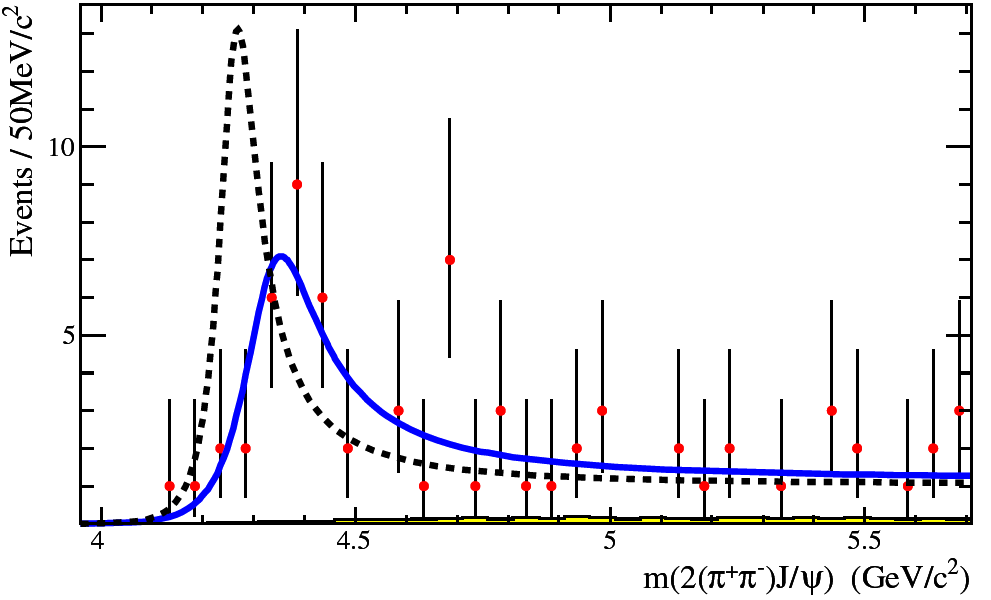 Events / 50MeV/c²
10
5
4 4.5 5 5.5
m(2(π⁺π⁻)J/ψ) (GeV/c²)